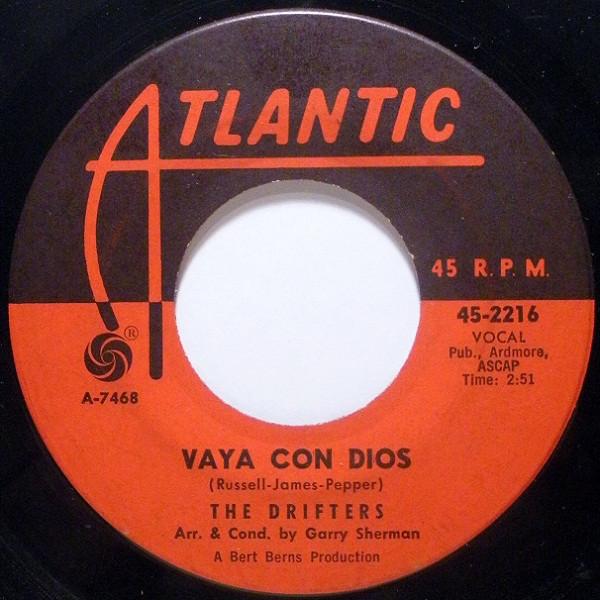 ATLANTIC
45 R.P.M.
45-2216
VOCAL
Pub., Ardmore,
ASCAP
Time: 2:51
®
A-7468
VAYA CON DIOS
(Russell-James-Pepper)
THE DRIFTERS
Arr. & Cond. by Garry Sherman
A Bert Berns Production